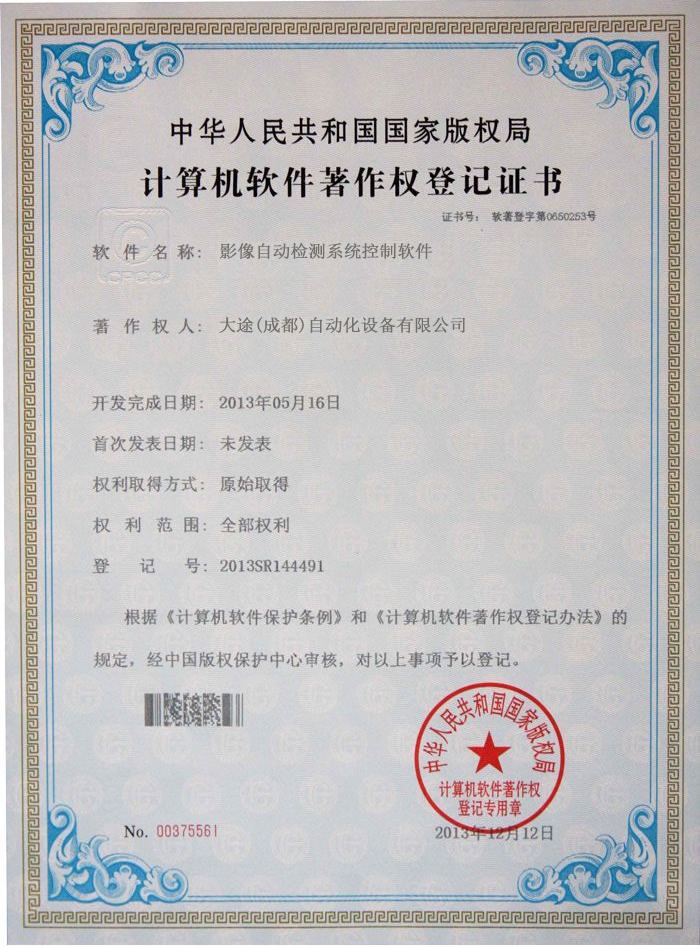 中华人民共和国国家版权局
计算机软件著作权登记证书
证书号： 软著登字第0650253号
CPCC
软件名称： 影像自动检测系统控制软件
著作权人： 大途(成都)自动化设备有限公司
开发完成日期： 2013年05月16日
首次发表日期： 未发表
权利取得方式： 原始取得
权利范围： 全部权利
登记号： 2013SR144491
根据《计算机软件保护条例》和《计算机软件著作权登记办法》的
规定，经中国版权保护中心审核，对以上事项予以登记。
中华人民共和国国家版权局
计算机软件著作权
登记专用章
No. 00375561
2013年12月12日